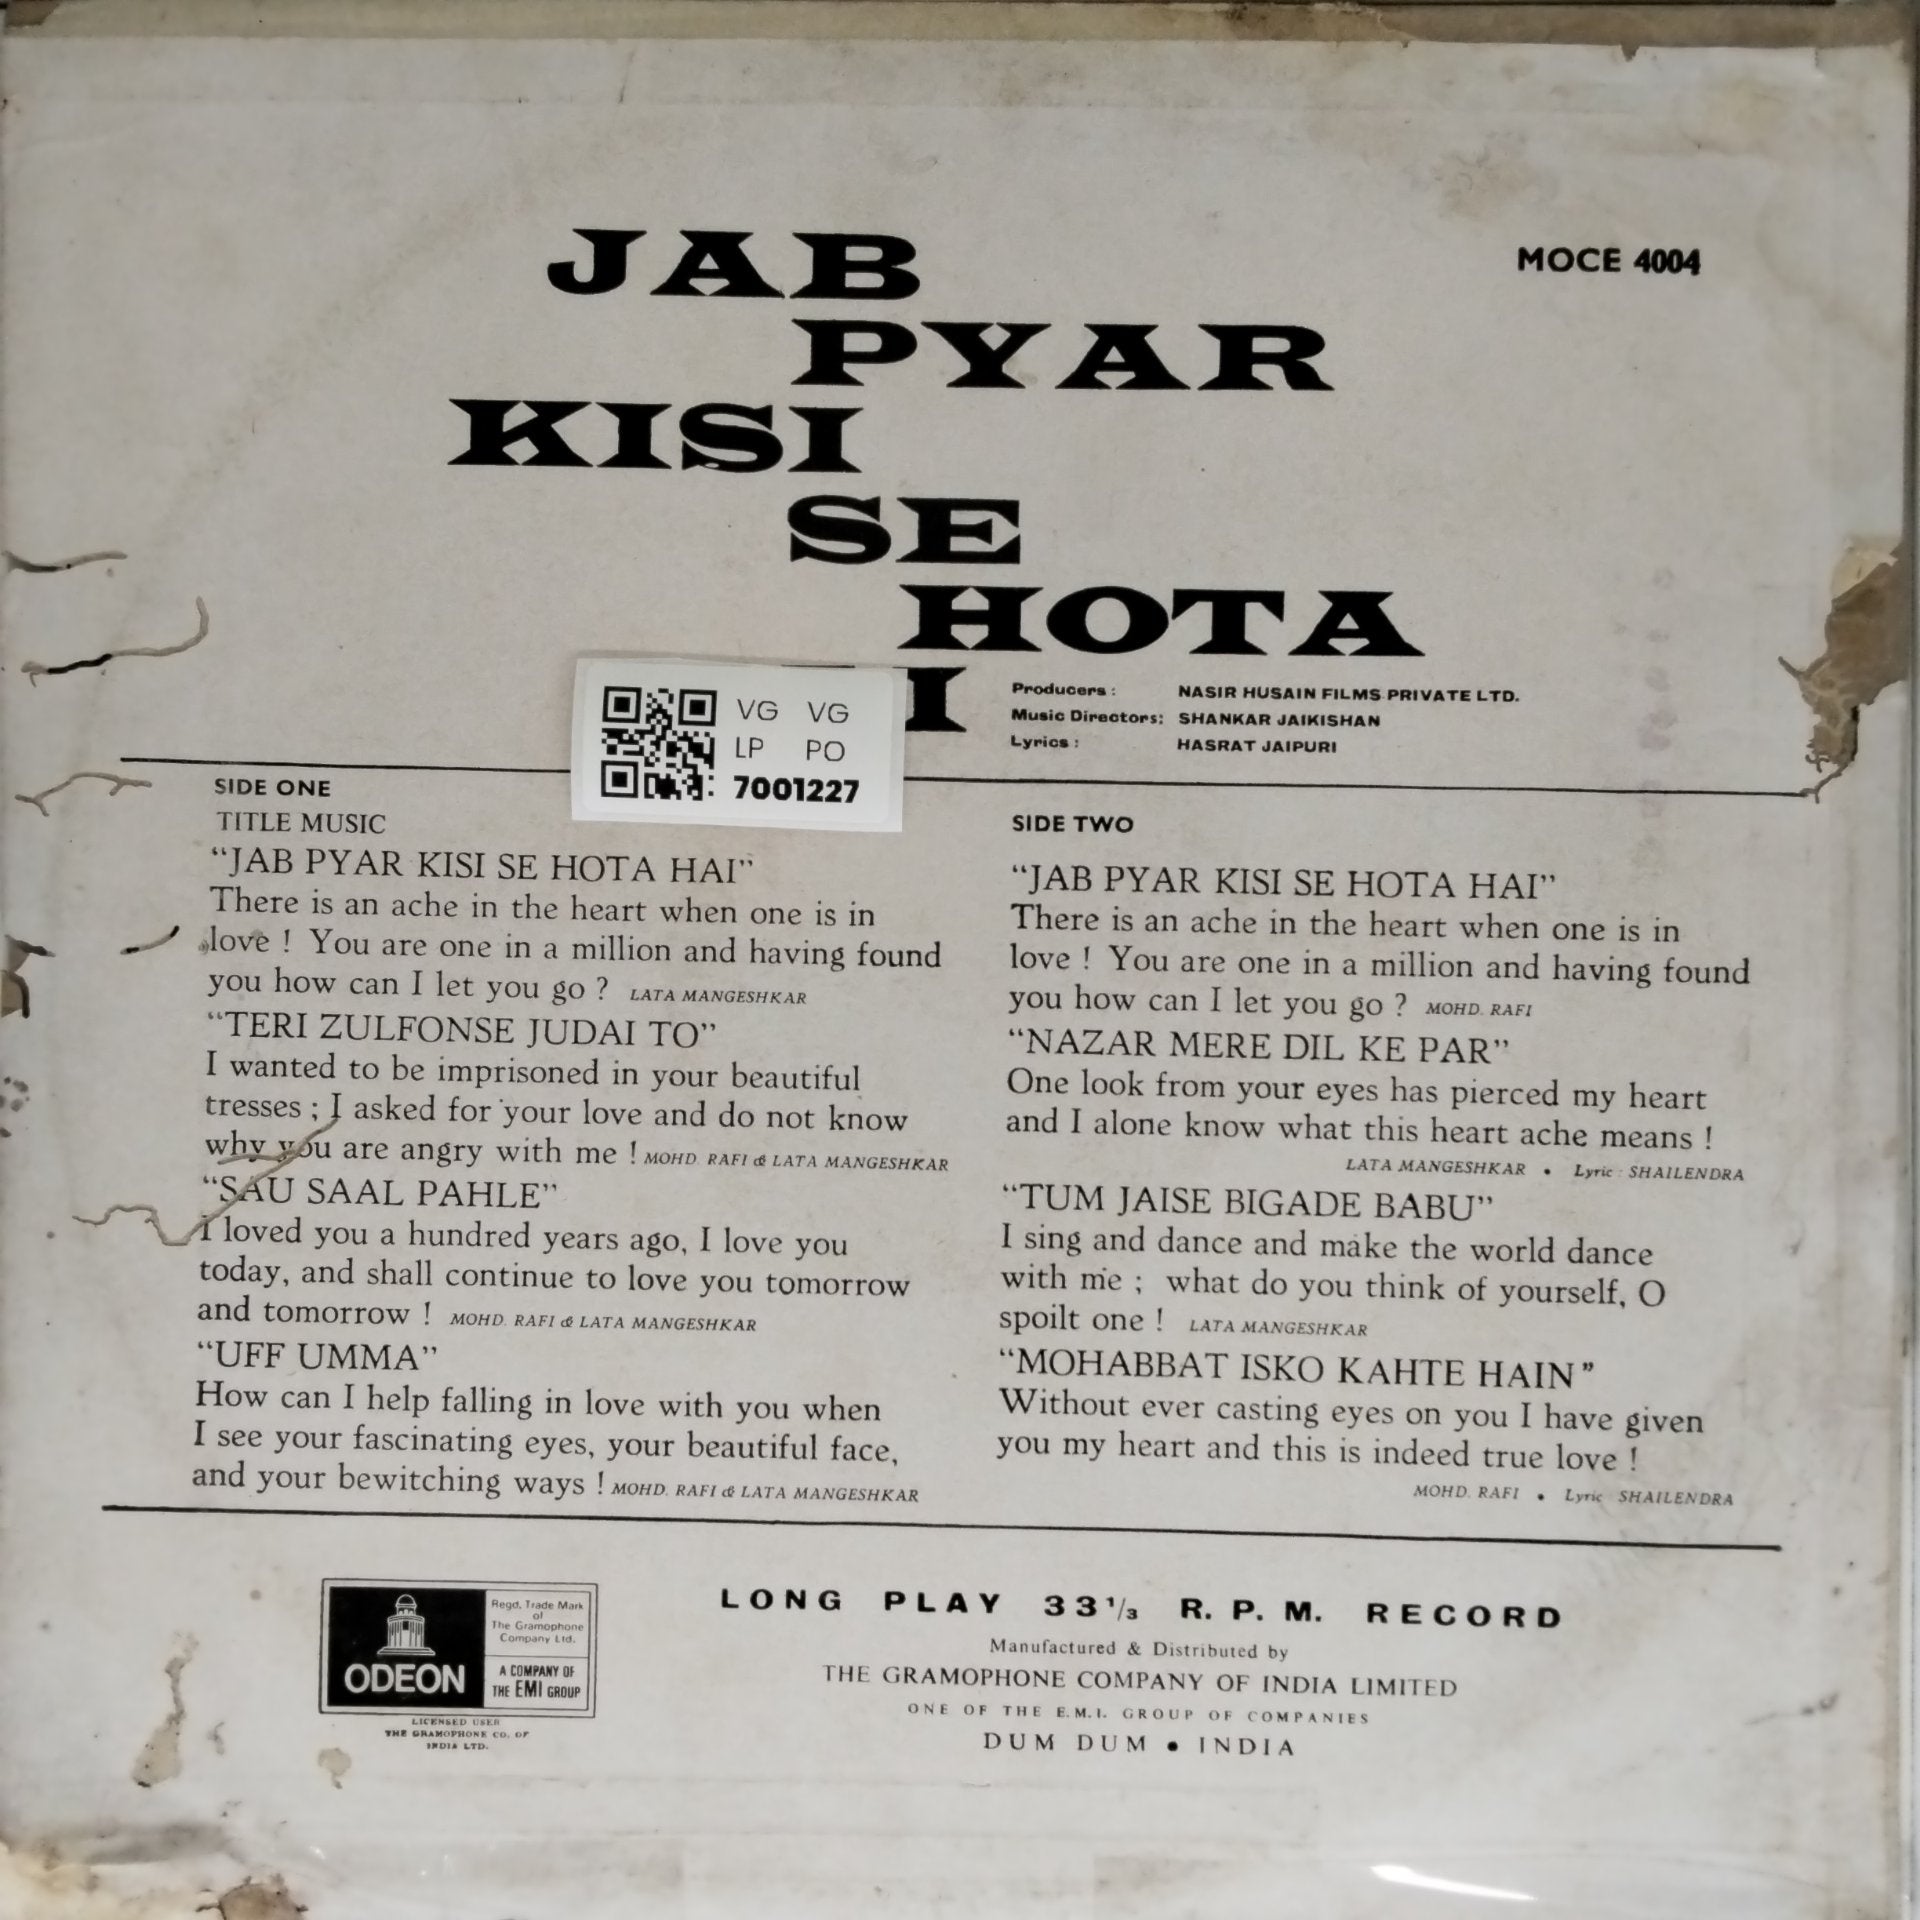 JAB
PYAR
KISI
SE
HOTA
I
MOCE 4004
Producers : NASIR HUSAIN FILMS PRIVATE LTD.
Music Directors: SHANKAR JAIKISHAN
Lyrics : HASRAT JAIPURI
VG VG
LP PO
7001227
SIDE ONE
TITLE MUSIC
“JAB PYAR KISI SE HOTA HAI”
There is an ache in the heart when one is in
love ! You are one in a million and having found
you how can I let you go ? LATA MANGESHKAR
“TERI ZULFONSE JUDAI TO”
I wanted to be imprisoned in your beautiful
tresses ; I asked for your love and do not know
why you are angry with me ! MOHD. RAFI & LATA MANGESHKAR
“SAU SAAL PAHLE”
I loved you a hundred years ago, I love you
today, and shall continue to love you tomorrow
and tomorrow ! MOHD. RAFI & LATA MANGESHKAR
“UFF UMMA”
How can I help falling in love with you when
I see your fascinating eyes, your beautiful face,
and your bewitching ways ! MOHD. RAFI & LATA MANGESHKAR
SIDE TWO
“JAB PYAR KISI SE HOTA HAI”
There is an ache in the heart when one is in
love ! You are one in a million and having found
you how can I let you go ? MOHD. RAFI
“NAZAR MERE DIL KE PAR”
One look from your eyes has pierced my heart
and I alone know what this heart ache means !
LATA MANGESHKAR • Lyric : SHAILENDRA
“TUM JAISE BIGADE BABU”
I sing and dance and make the world dance
with me ; what do you think of yourself, O
spoilt one ! LATA MANGESHKAR
“MOHABBAT ISKO KAHTE HAIN”
Without ever casting eyes on you I have given
you my heart and this is indeed true love !
MOHD. RAFI • Lyric SHAILENDRA
ODEON
Regd. Trade Mark
of
The Gramophone
Company Ltd.
A COMPANY OF
THE EMI GROUP
LICENSED USER
THE GRAMOPHONE CO. OF
INDIA LTD.
LONG PLAY 33 1/3 R. P. M. RECORD
Manufactured & Distributed by
THE GRAMOPHONE COMPANY OF INDIA LIMITED
ONE OF THE E.M.I. GROUP OF COMPANIES
DUM DUM • INDIA